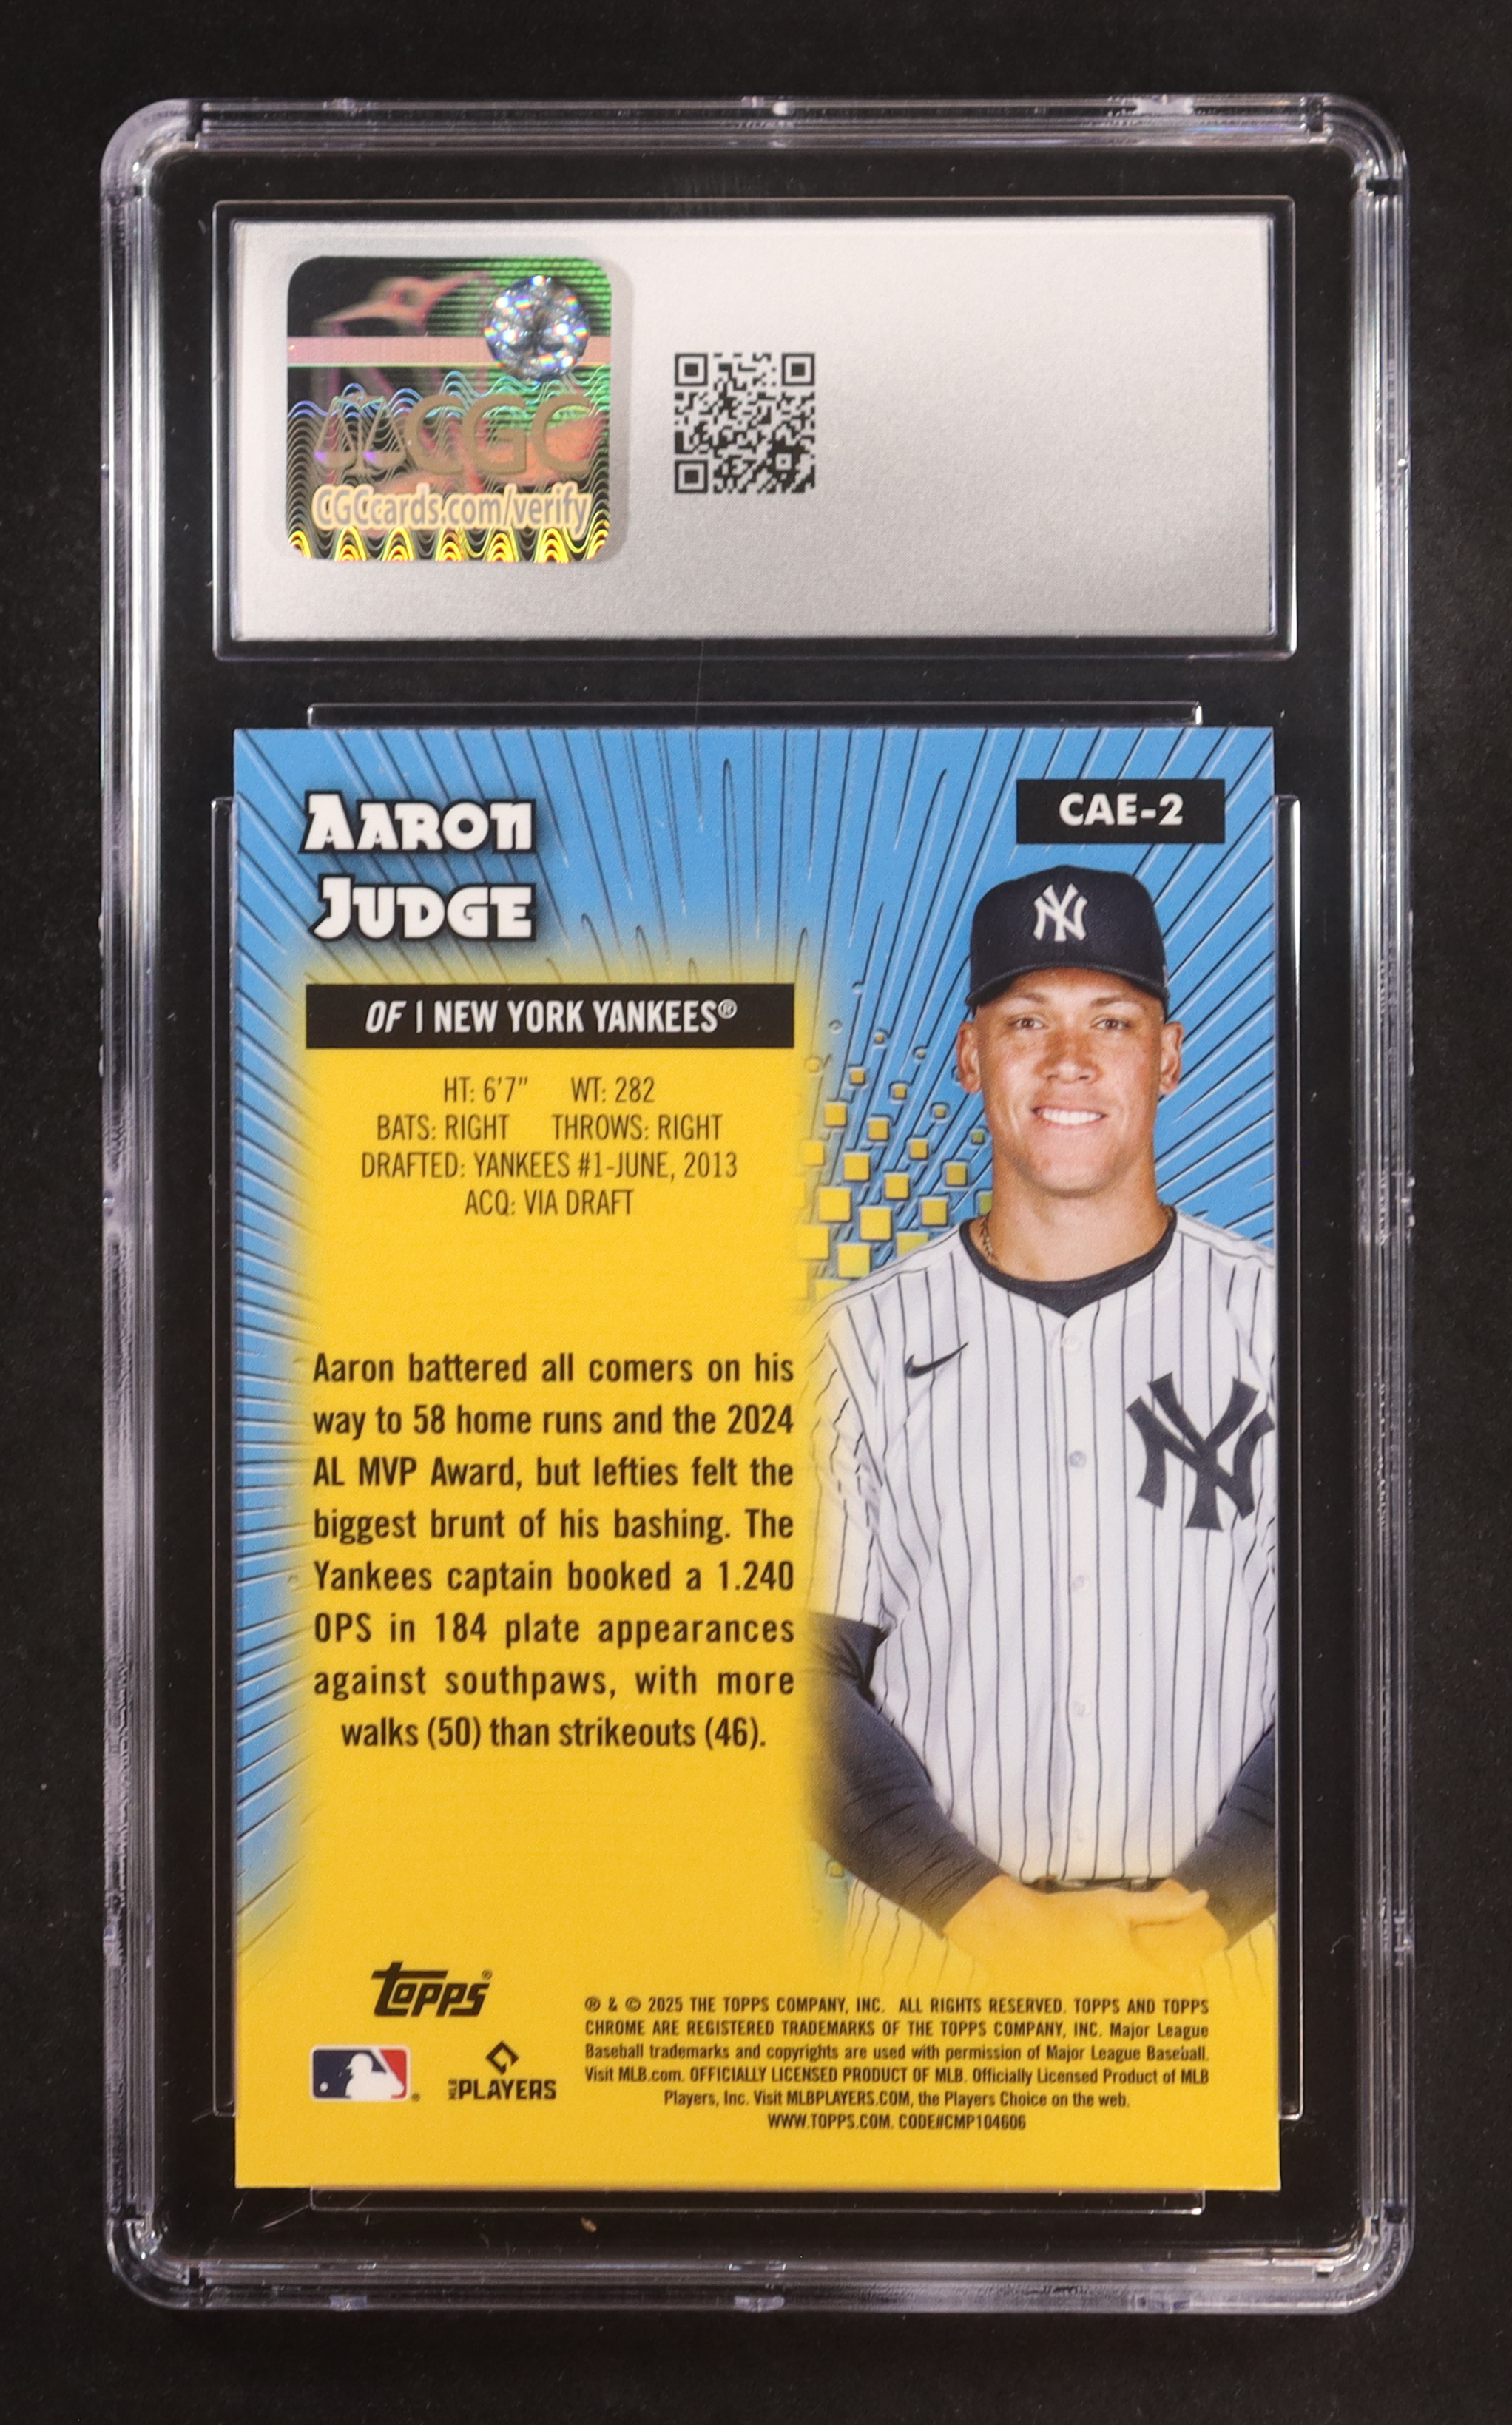 CGC
CGCcards.com/verify
AARON
JUDGE
CAE-2
NY
OF | NEW YORK YANKEES®
HT: 6'7" WT: 282
BATS: RIGHT THROWS: RIGHT
DRAFTED: YANKEES #1-JUNE, 2013
ACQ: VIA DRAFT
Aaron battered all comers on his
way to 58 home runs and the 2024
AL MVP Award, but lefties felt the
biggest brunt of his bashing. The
Yankees captain booked a 1.240
OPS in 184 plate appearances
against southpaws, with more
walks (50) than strikeouts (46).
NY
TOPPS®
MLB PLAYERS
® & © 2025 THE TOPPS COMPANY, INC. ALL RIGHTS RESERVED. TOPPS AND TOPPS
CHROME ARE REGISTERED TRADEMARKS OF THE TOPPS COMPANY, INC. Major League
Baseball trademarks and copyrights are used with permission of Major League Baseball.
Visit MLB.com. OFFICIALLY LICENSED PRODUCT OF MLB. Officially Licensed Product of MLB
Players, Inc. Visit MLBPLAYERS.COM, the Players Choice on the web.
WWW.TOPPS.COM. CODE#CMP104606